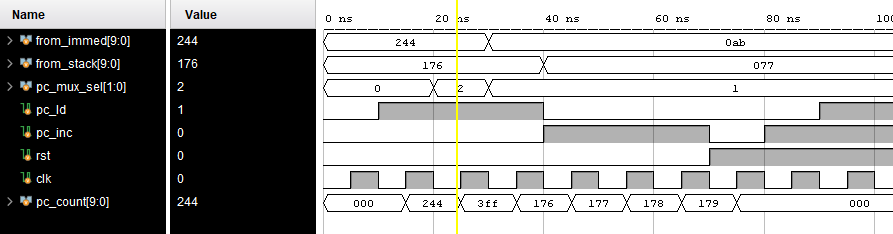 Name Value 0 ns 20 ns 40 ns 60 ns 80 ns 100
from_immed[9:0] 244 244 0ab
from_stack[9:0] 176 176 077
pc_mux_sel[1:0] 2 0 2 1
pc_ld 1
pc_inc 0
rst 0
clk 0
pc_count[9:0] 244 000 244 3ff 176 177 178 179 000